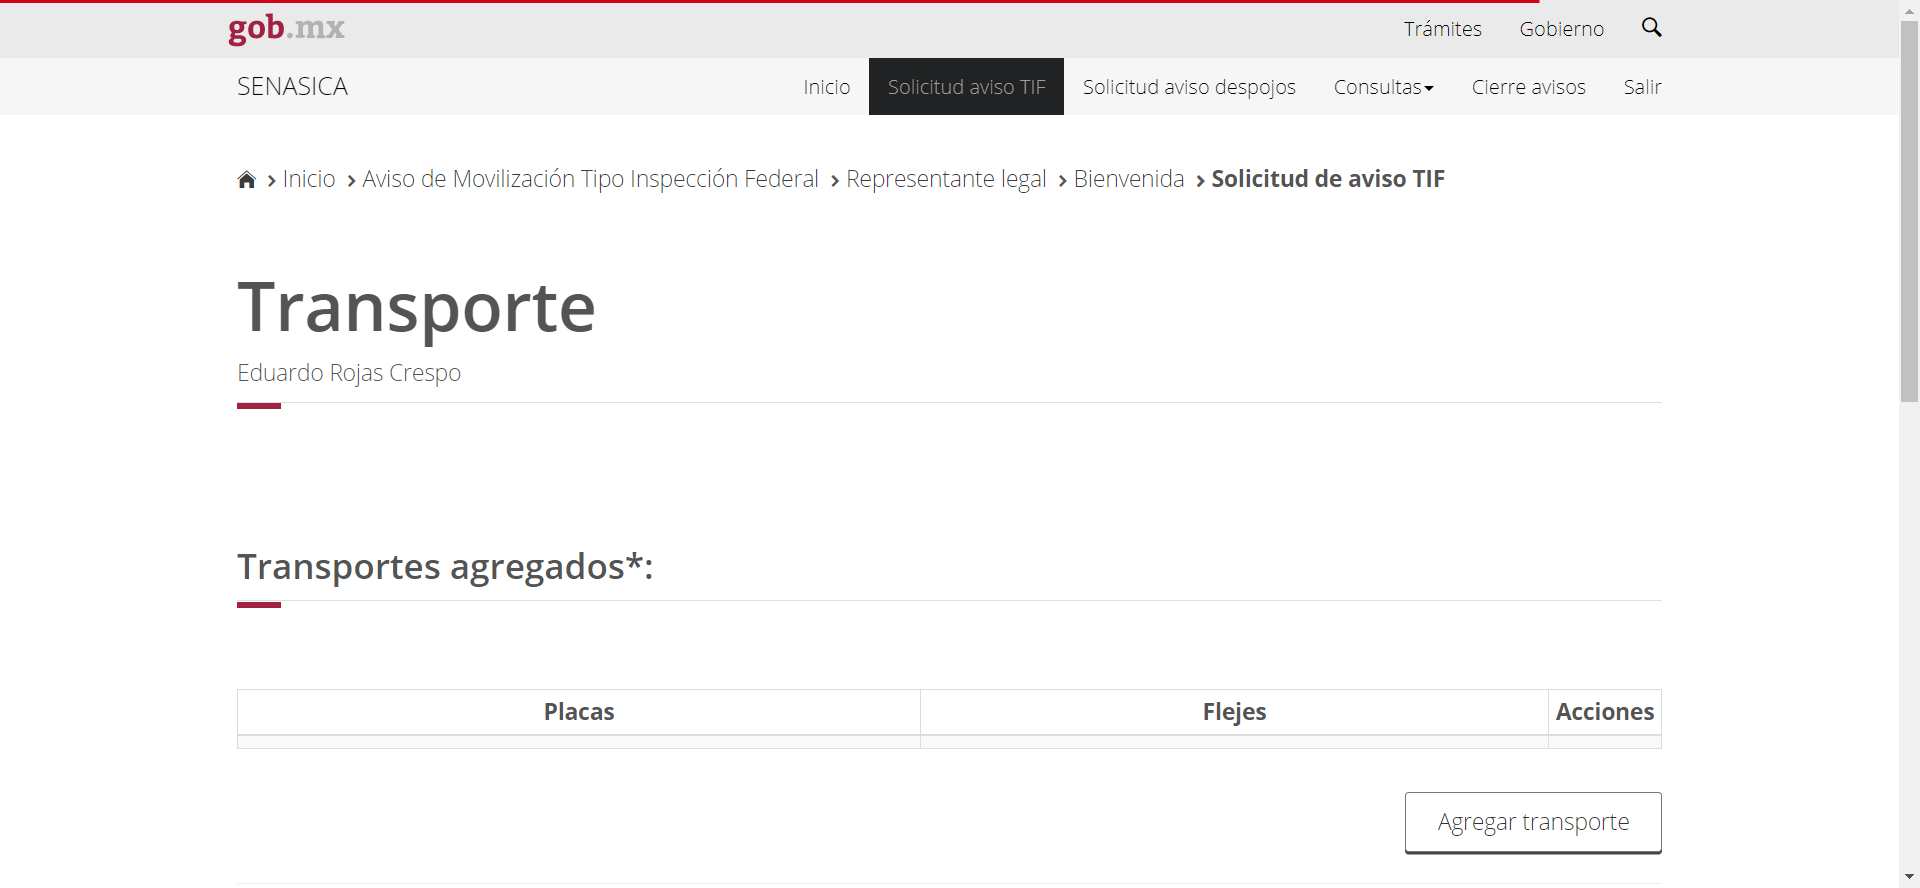 gob.mx
Trámites Gobierno
SENASICA
Inicio Solicitud aviso TIF Solicitud aviso despojos Consultas Cierre avisos Salir
Inicio Aviso de Movilización Tipo Inspección Federal Representante legal Bienvenida Solicitud de aviso TIF
Transporte
Eduardo Rojas Crespo
Transportes agregados*:
Placas Flejes Acciones
Agregar transporte